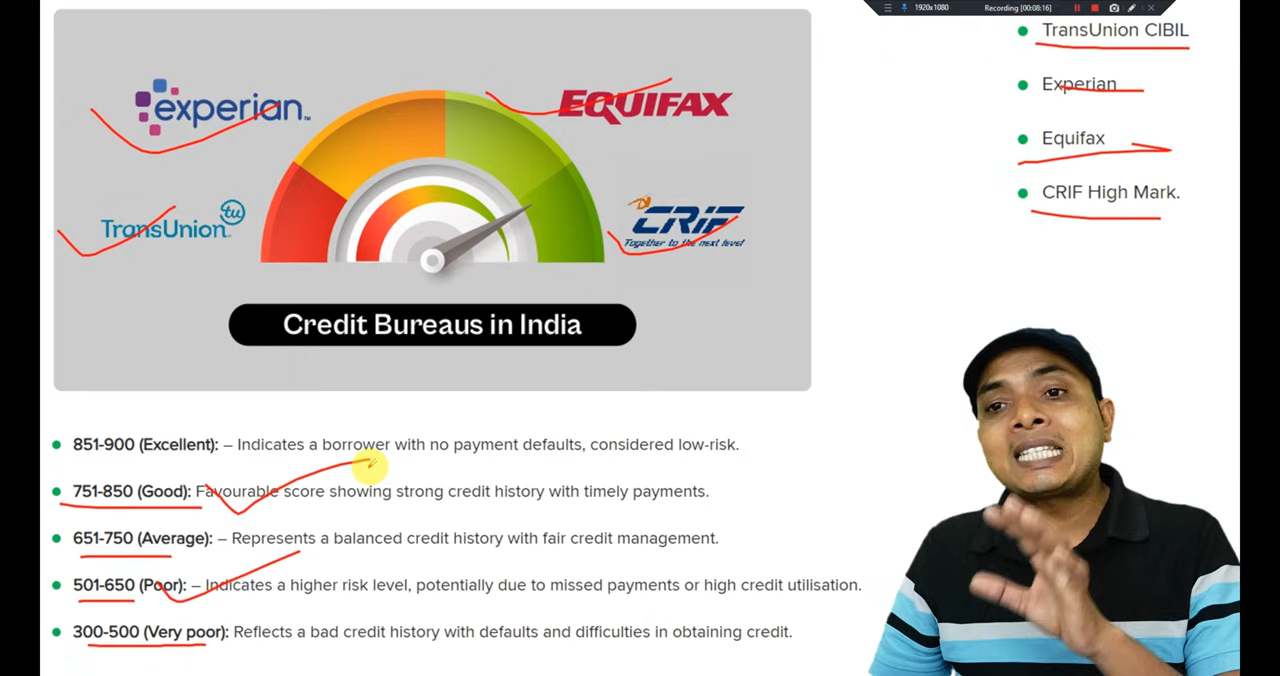 1920x1080
Recording [00:08:16]
TransUnion CIBIL
Experian
Equifax
CRIF High Mark.
experian™
EQUIFAX
TransUnion
tu
CRIF
Together to the next level
Credit Bureaus in India
851-900 (Excellent): – Indicates a borrower with no payment defaults, considered low-risk.
751-850 (Good): Favourable score showing strong credit history with timely payments.
651-750 (Average): – Represents a balanced credit history with fair credit management.
501-650 (Poor): – Indicates a higher risk level, potentially due to missed payments or high credit utilisation.
300-500 (Very poor): Reflects a bad credit history with defaults and difficulties in obtaining credit.